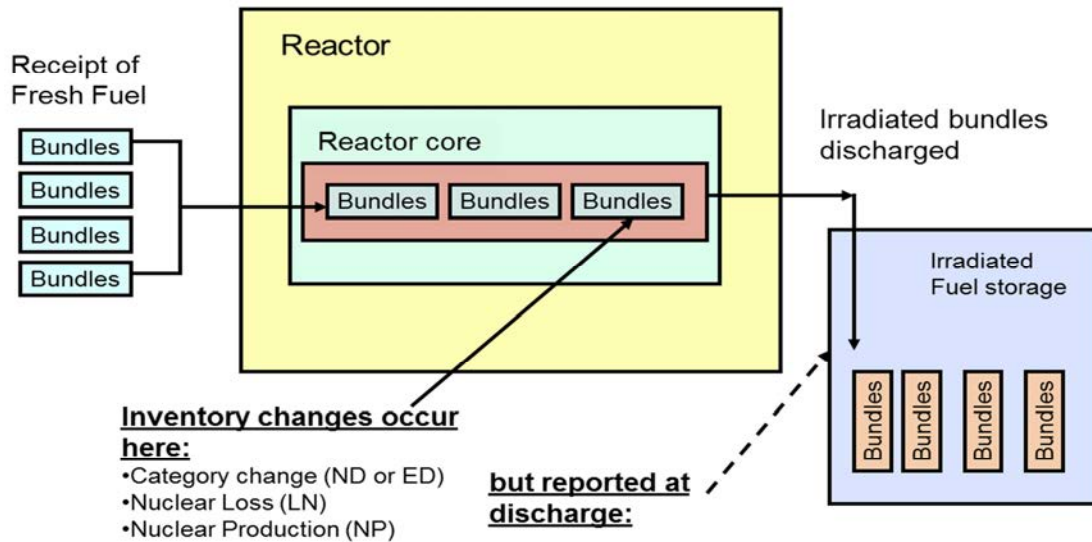 Receipt of
Fresh Fuel
Bundles
Bundles
Bundles
Bundles
Reactor
Reactor core
Bundles
Bundles
Bundles
Irradiated bundles
discharged
Irradiated
Fuel storage
Bundles
Bundles
Bundles
Bundles
Inventory changes occur
here:
•Category change (ND or ED)
•Nuclear Loss (LN)
•Nuclear Production (NP)
but reported at
discharge: